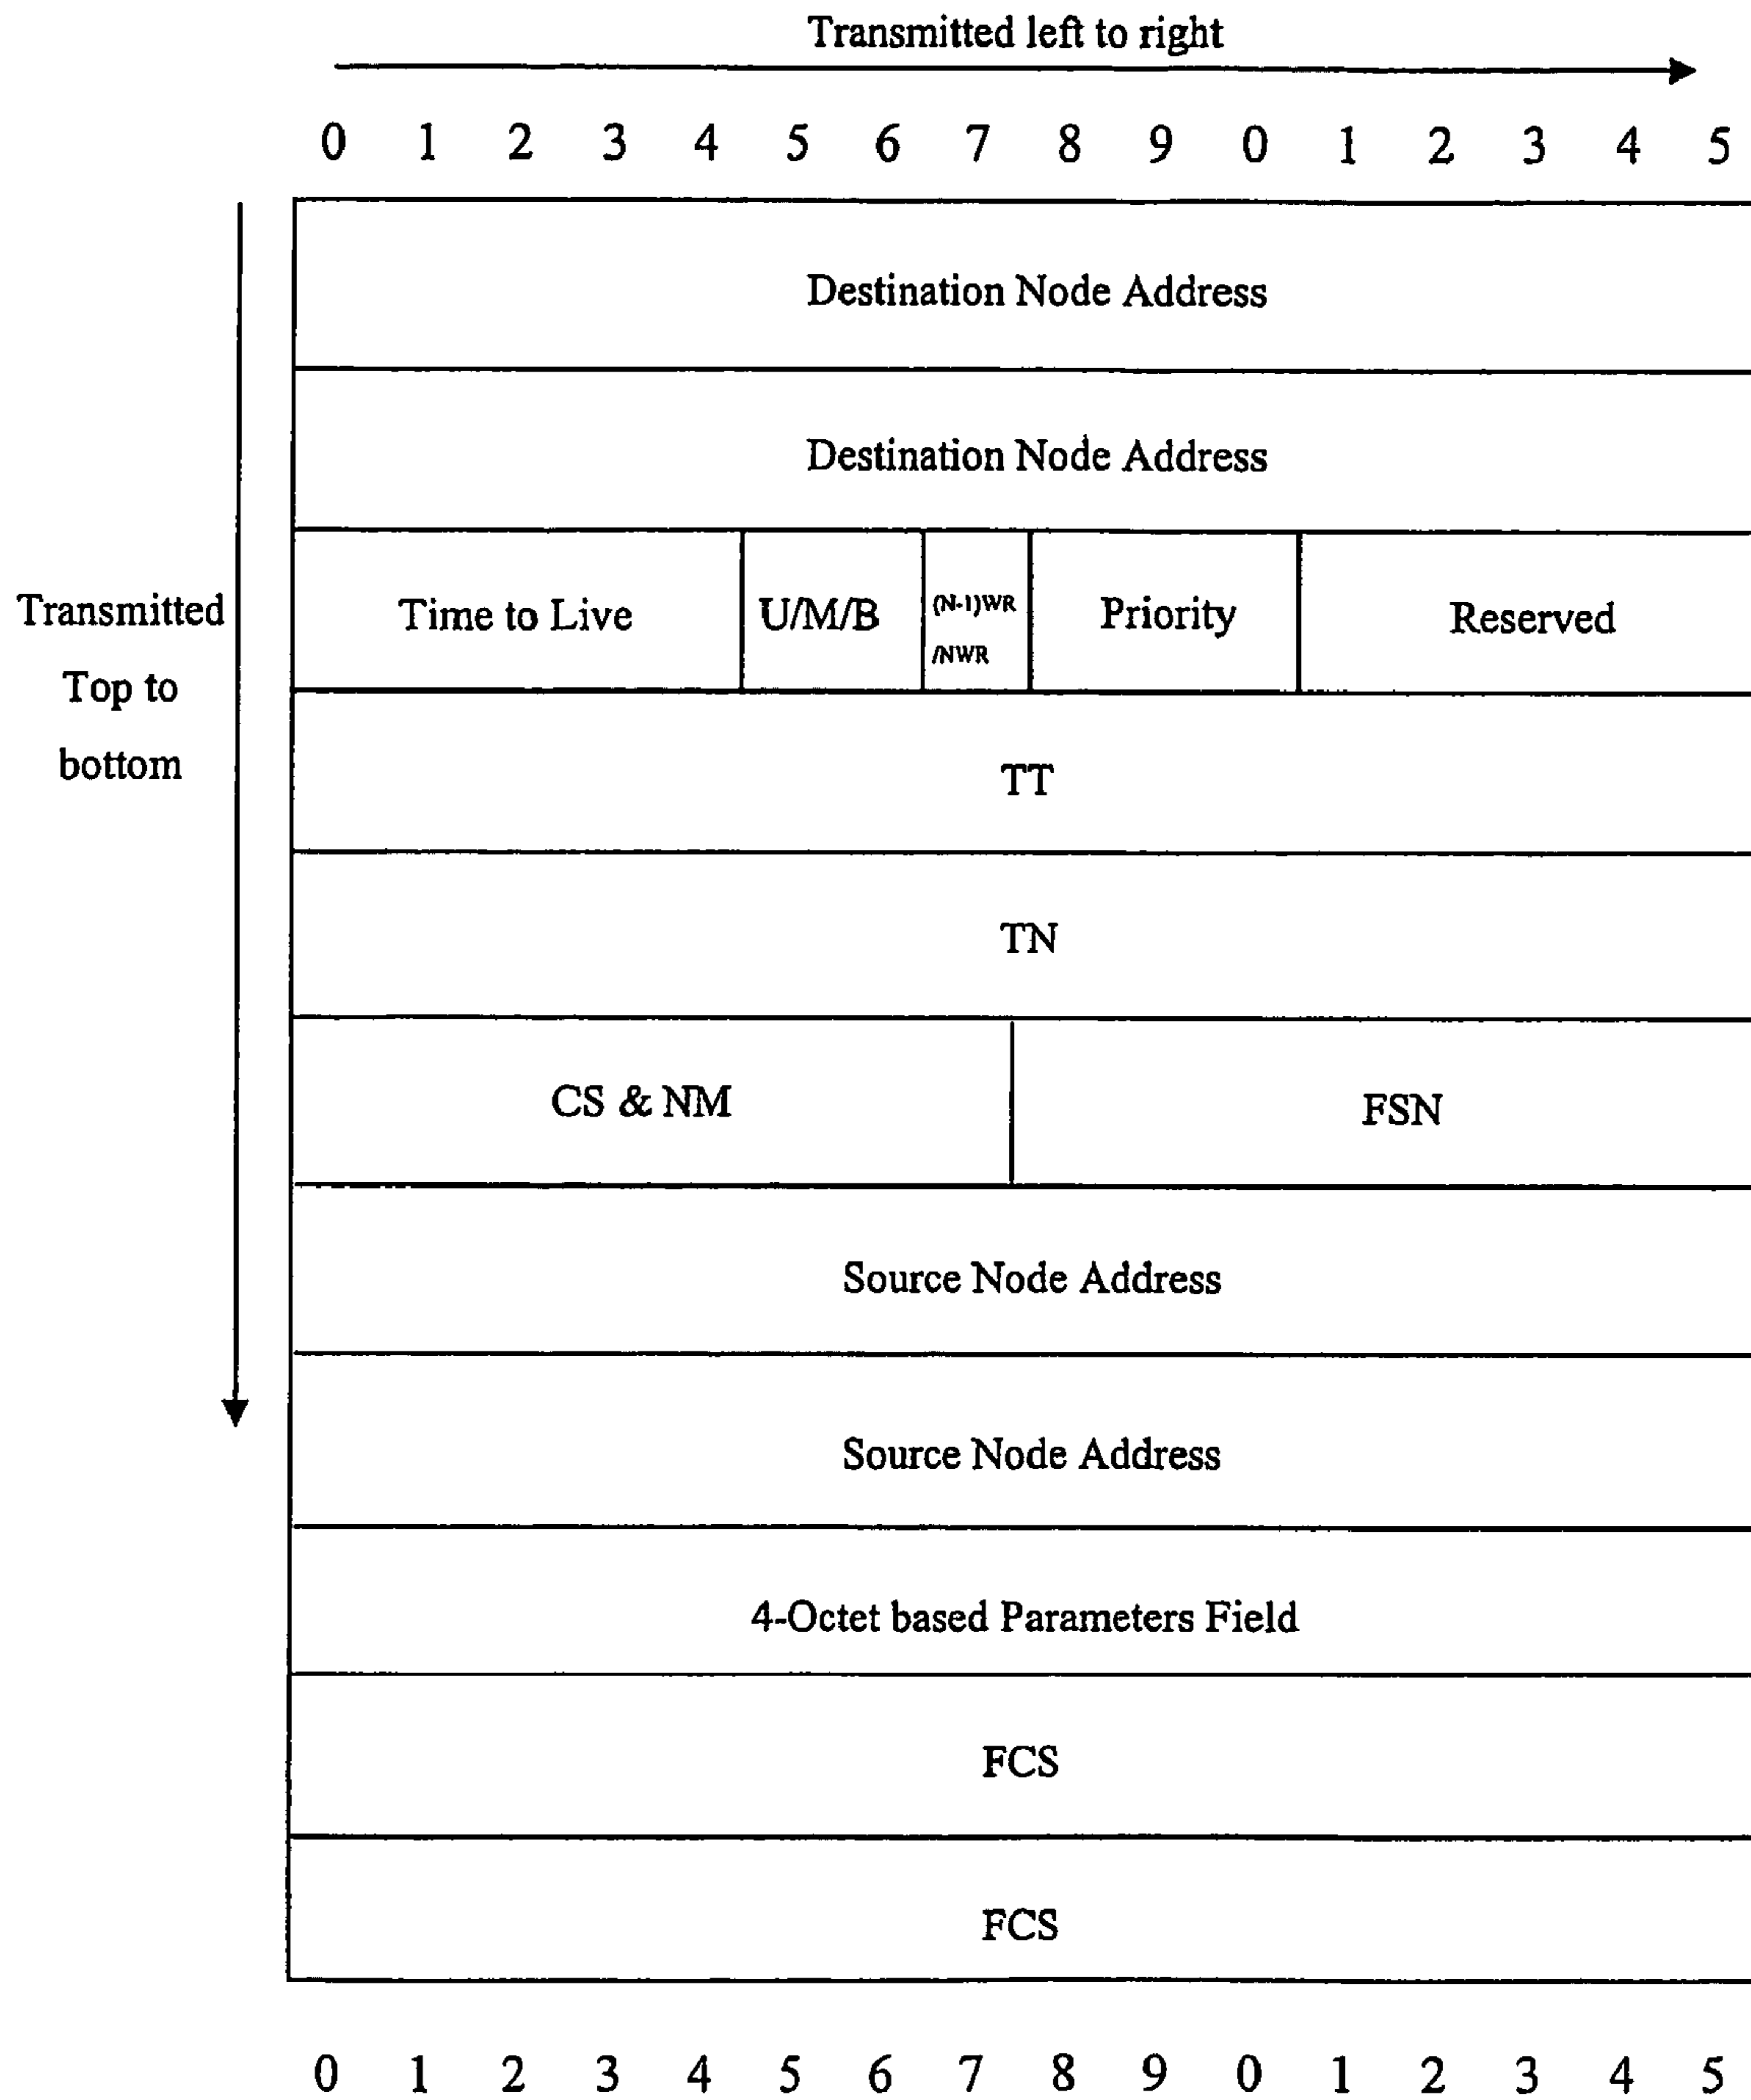 Transmitted left to right
0 1 2 3 4 5 6 7 8 9 0 1 2 3 4 5
Destination Node Address
Destination Node Address
Transmitted
Top to
bottom
Time to Live U/M/B (N-1)WR Priority Reserved
/NWR
TT
TN
CS & NM FSN
Source Node Address
Source Node Address
4-Octet based Parameters Field
FCS
FCS
0 1 2 3 4 5 6 7 8 9 0 1 2 3 4 5